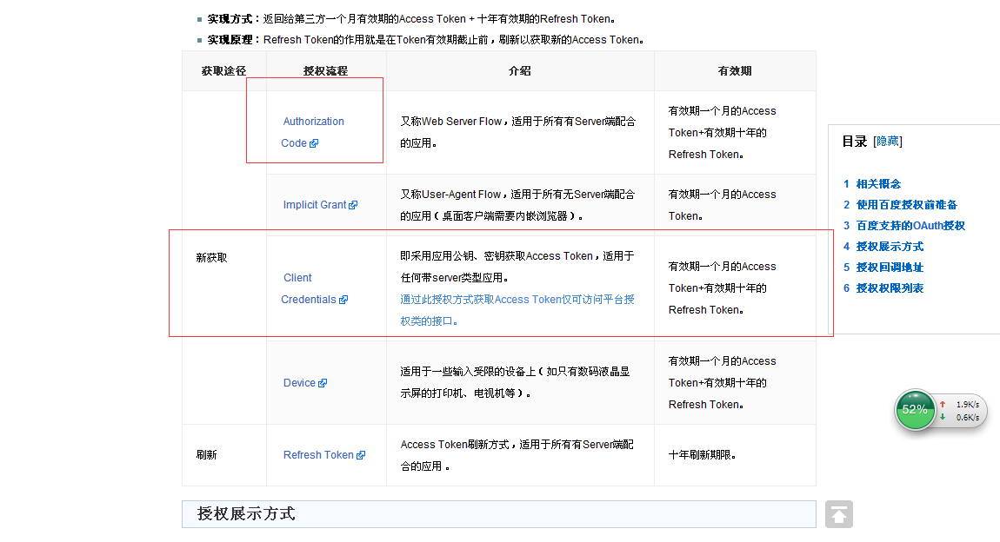 实现方式：返回给第三方一个月有效期的Access Token + 十年有效期的Refresh Token。
实现原理：Refresh Token的作用就是在Token有效期截止前，刷新以获取新的Access Token。
获取途径 授权流程 介绍 有效期
新获取
Authorization
Code
又称Web Server Flow，适用于所有有Server端配合
的应用。
有效期一个月的Access
Token+有效期十年的
Refresh Token。
Implicit Grant
又称User-Agent Flow，适用于所有无Server端配合
的应用（桌面客户端需要内嵌浏览器）。
有效期一个月的Access
Token。
Client
Credentials
即采用应用公钥、密钥获取Access Token，适用于
任何带server类型应用。
通过此授权方式获取Access Token仅可访问平台授
权类的接口。
有效期一个月的Access
Token+有效期十年的
Refresh Token。
Device
适用于一些输入受限的设备上（如只有数码液晶显
示屏的打印机、电视机等）。
有效期一个月的Access
Token+有效期十年的
Refresh Token。
刷新
Refresh Token
Access Token刷新方式，适用于所有有Server端配
合的应用 。
十年刷新期限。
授权展示方式
目录 [隐藏]
1 相关概念
2 使用百度授权前准备
3 百度支持的OAuth授权
4 授权展示方式
5 授权回调地址
6 授权权限列表
52%
1.9K/s
0.6K/s